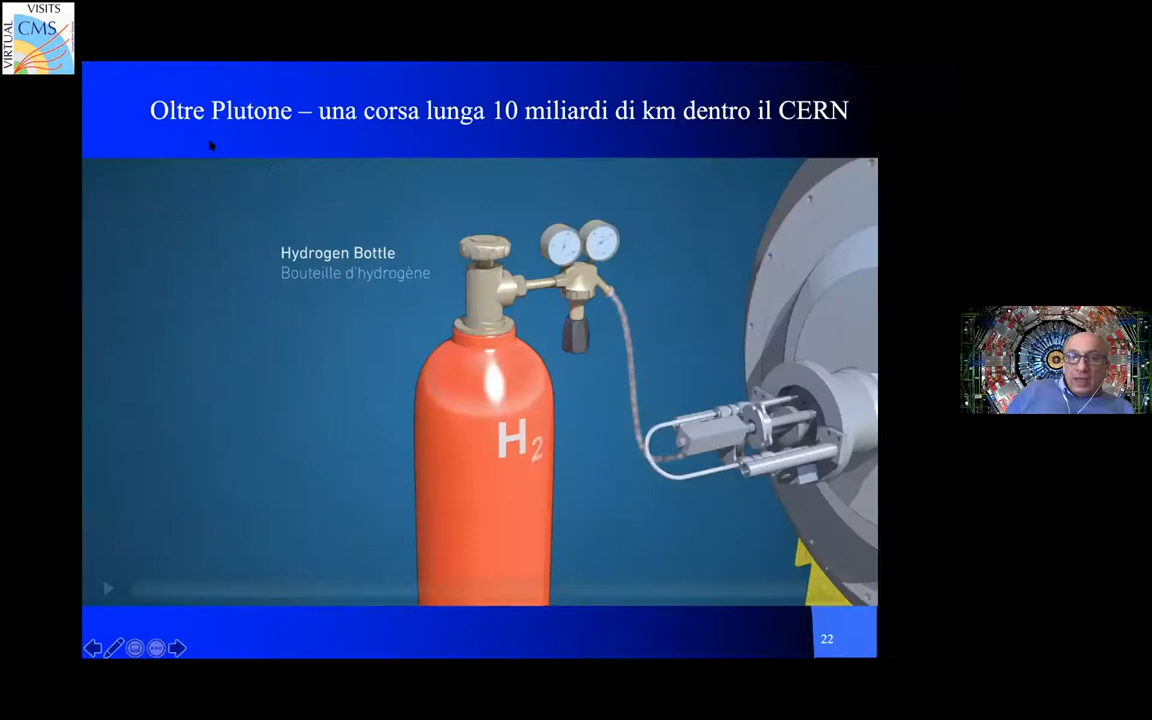 VISITS
VIRTUAL
CMS
Oltre Plutone – una corsa lunga 10 miliardi di km dentro il CERN
Hydrogen Bottle
Bouteille d'hydrogène
H2
22